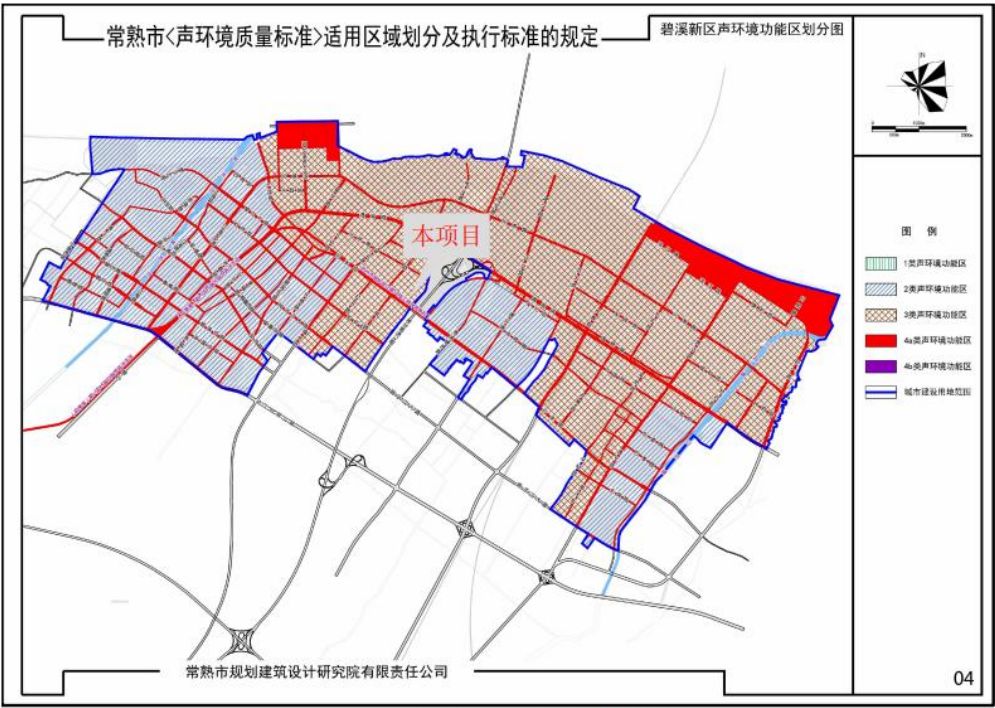 常熟市<声环境质量标准>适用区域划分及执行标准的规定
碧溪新区声环境功能区划分图
本项目
图 例
1类声环境功能区
2类声环境功能区
3类声环境功能区
4a类声环境功能区
4b类声环境功能区
城市建设用地范围
常熟市规划建筑设计研究院有限责任公司
04